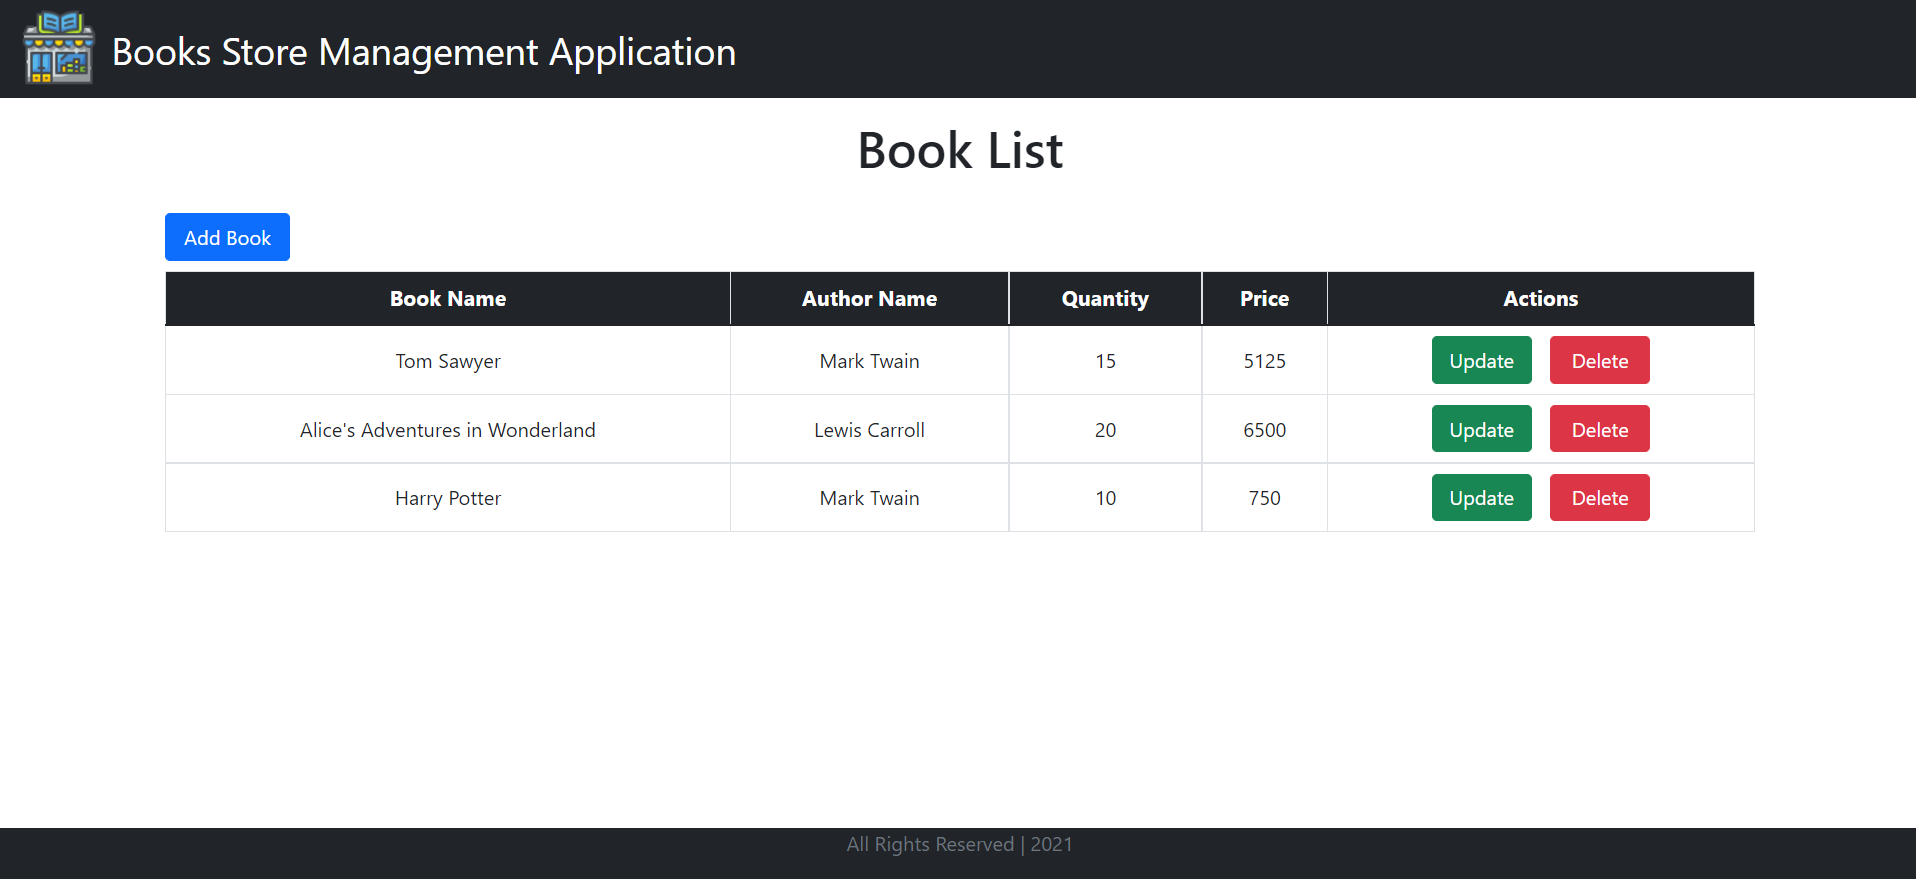 Books Store Management Application
Book List
Add Book
Book Name Author Name Quantity Price Actions
Tom Sawyer Mark Twain 15 5125 Update Delete
Alice's Adventures in Wonderland Lewis Carroll 20 6500 Update Delete
Harry Potter Mark Twain 10 750 Update Delete
All Rights Reserved | 2021